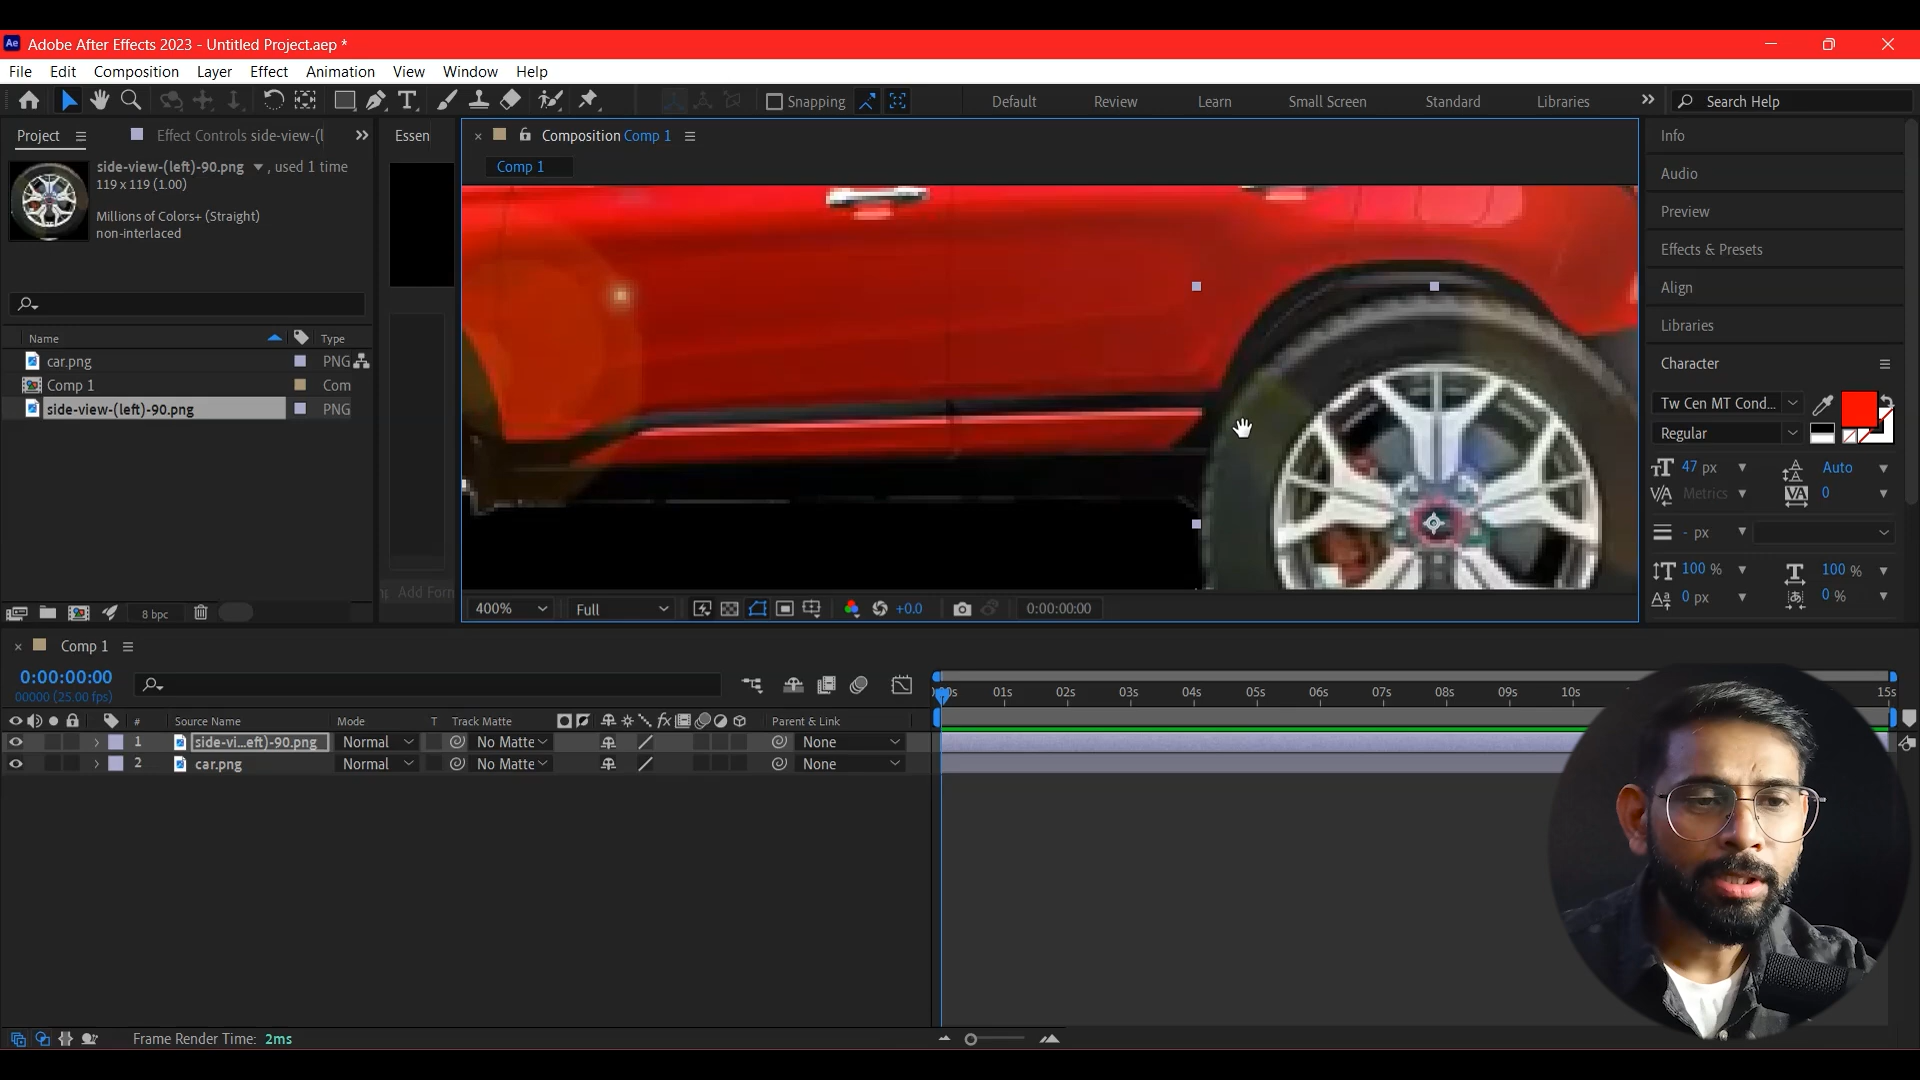 Ae Adobe After Effects 2023 - Untitled Project.aep *
File Edit Composition Layer Effect Animation View Window Help
Snapping Default Review Learn Small Screen Standard Libraries Search Help
Project Effect Controls side-view-(l
side-view-(left)-90.png , used 1 time
119 x 119 (1.00)
Millions of Colors+ (Straight)
non-interlaced
Name Type
car.png PNG
Comp 1 Com
side-view-(left)-90.png PNG
8 bpc
Essen
Add Forn
Composition Comp 1
Comp 1
400% Full +0.0 0:00:00:00
Info
Audio
Preview
Effects & Presets
Align
Libraries
Character
Tw Cen MT Cond...
Regular
47 px Auto
Metrics 0
- px
100 % 100 %
0 px 0 %
Comp 1
0:00:00:00
00000 (25.00 fps)
# Source Name Mode T Track Matte Parent & Link
1 side-vi...eft)-90.png Normal No Matte None
2 car.png Normal No Matte None
00s 01s 02s 03s 04s 05s 06s 07s 08s 09s 10s 15s
Frame Render Time: 2ms